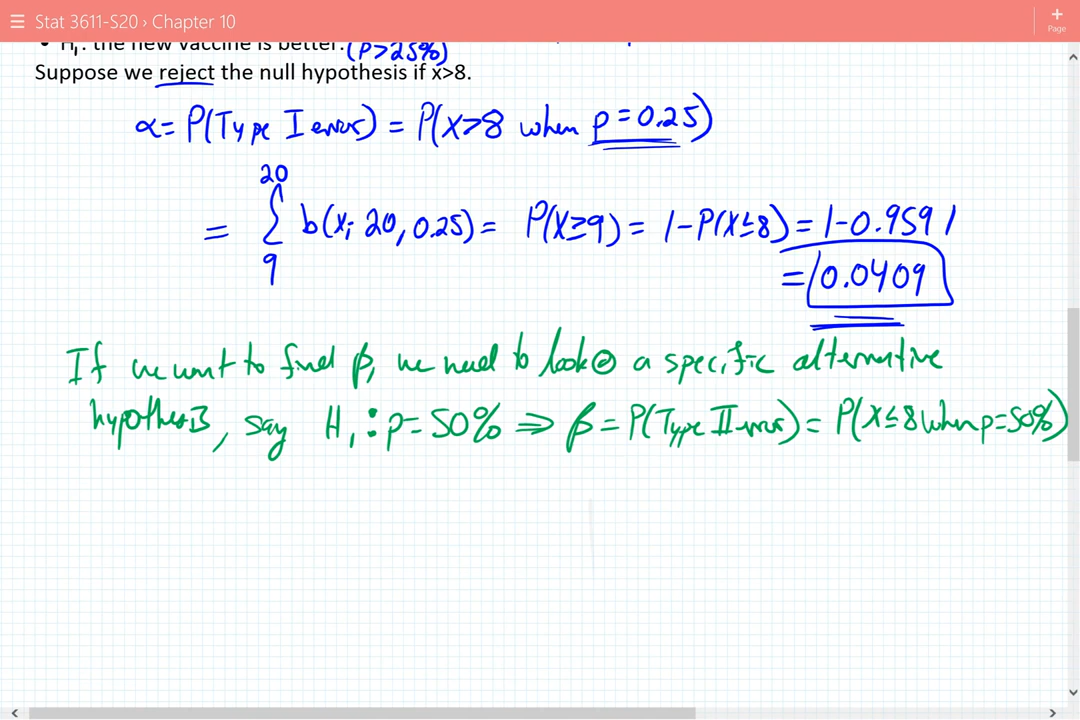 Stat 3611-S20 › Chapter 10
Page
• H₁: the new vaccine is better. (p>25%)
Suppose we reject the null hypothesis if x>8.
α = P(Type I error) = P(X>8 when p=0.25)
= ∑ 20 9 b(x; 20, 0.25) = P(X≥9) = 1-P(X≤8) = 1-0.9591
= 0.0409
If we want to find β, we need to look @ a specific alternative
hypothesis, say H₁: p=50% ⇒ β = P(Type II error) = P(X≤8 when p=50%)